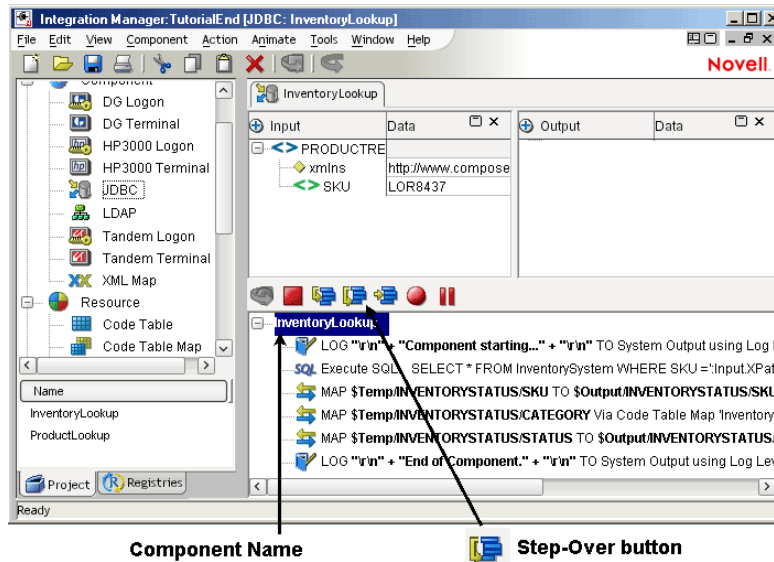 Integration Manager:TutorialEnd [JDBC: InventoryLookup]
File Edit View Component Action Animate Tools Window Help
Novell.
Component
DG Logon
DG Terminal
HP3000 Logon
HP3000 Terminal
JDBC
LDAP
Tandem Logon
Tandem Terminal
XML Map
Resource
Code Table
Code Table Map
Name
InventoryLookup
ProductLookup
Project Registries
Ready
InventoryLookup
Input Data
PRODUCTRE
xmlns http://www.compose
SKU LOR8437
Output Data
InventoryLookup
LOG "\r\n" + "Component starting..." + "\r\n" TO System Output using Log
SQL Execute SQL SELECT * FROM InventorySystem WHERE SKU =':Input.XPat
MAP $Temp/INVENTORYSTATUS/SKU TO $Output/INVENTORYSTATUS/SKU
MAP $Temp/INVENTORYSTATUS/CATEGORY Via Code Table Map 'Inventory
MAP $Temp/INVENTORYSTATUS/STATUS TO $Output/INVENTORYSTATUS/
LOG "\r\n" + "End of Component." + "\r\n" TO System Output using Log Lev
Component Name
Step-Over button